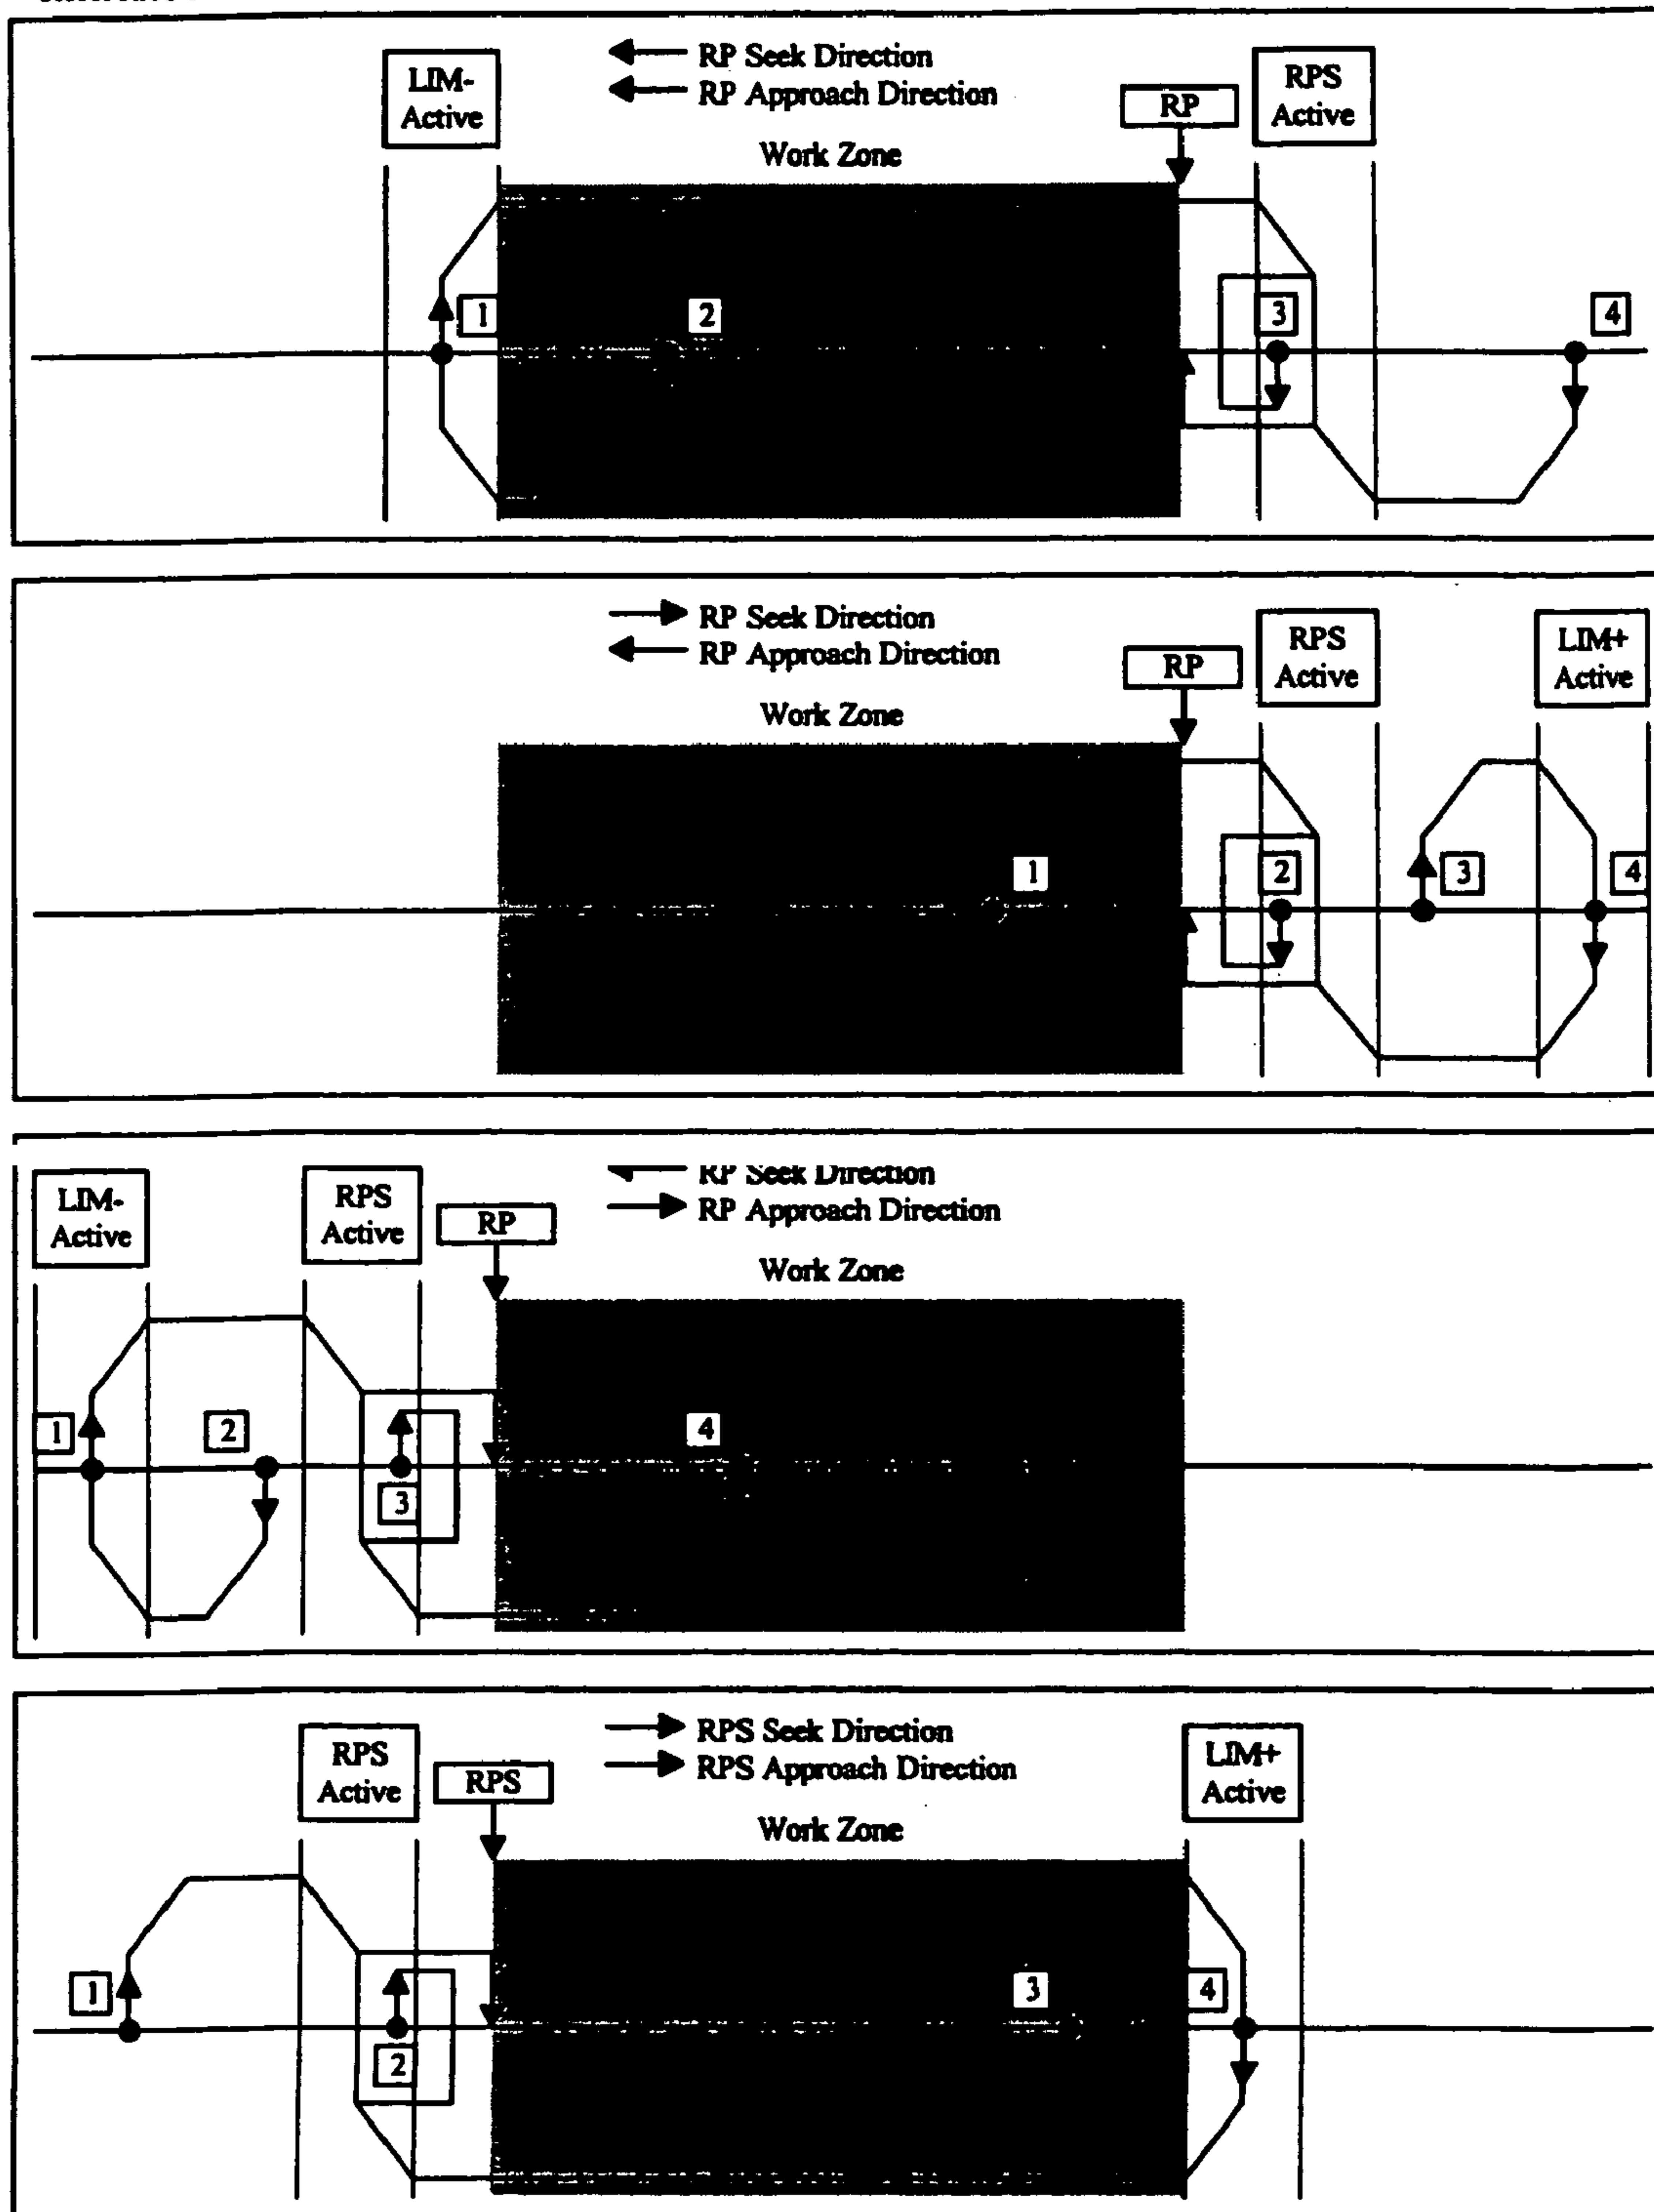 RP Seek Direction
RP Approach Direction
LIM-
Active
RP
RPS
Active
Work Zone
1
2
3
4
RP Seek Direction
RP Approach Direction
RP
RPS
Active
LIM+
Active
Work Zone
1
2
3
4
RP Seek Direction
RP Approach Direction
LIM-
Active
RPS
Active
RP
Work Zone
1
2
4
3
RPS Seek Direction
RPS Approach Direction
RPS
Active
RPS
LIM+
Active
Work Zone
1
3
4
2